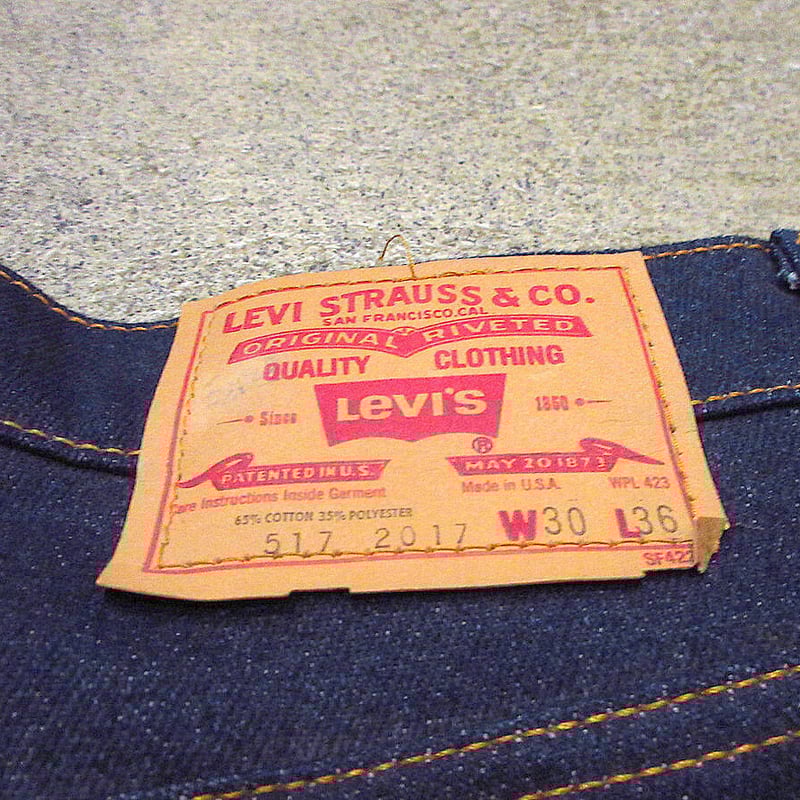 LEVI STRAUSS & CO.
SAN FRANCISCO, CAL
ORIGINAL RIVETED
QUALITY CLOTHING
Since Levi's 1850
®
PATENTED IN U.S. MAY 20 1873
Care Instructions Inside Garment Made in U.S.A. WPL 423
65% COTTON 35% POLYESTER
517 2017 W30 L36
SF422